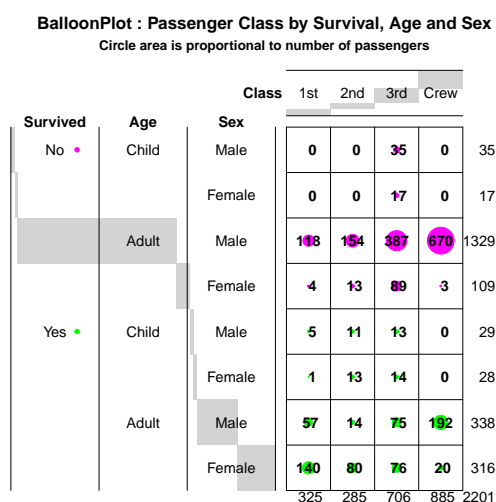 BalloonPlot : Passenger Class by Survival, Age and Sex
Circle area is proportional to number of passengers
Class 1st 2nd 3rd Crew
Survived Age Sex
No Child Male 0 0 35 0 35
Female 0 0 17 0 17
Adult Male 118 154 387 670 1329
Female 4 13 89 3 109
Yes Child Male 5 11 13 0 29
Female 1 13 14 0 28
Adult Male 57 14 75 192 338
Female 140 80 76 20 316
325 285 706 885 2201